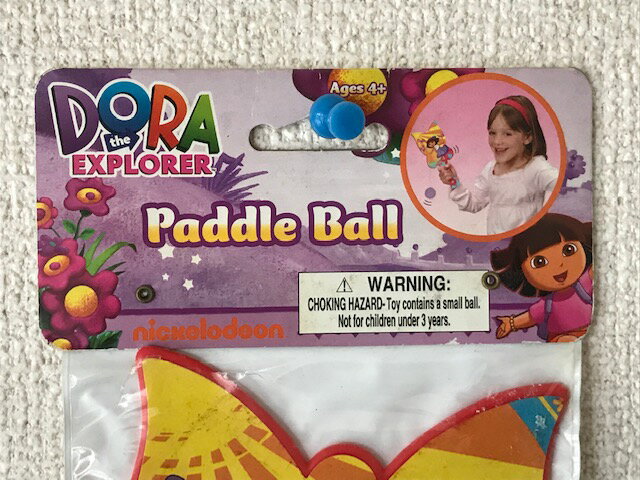 DORA
the
EXPLORER
Ages 4+
Paddle Ball
WARNING:
CHOKING HAZARD- Toy contains a small ball.
Not for children under 3 years.
nickelodeon